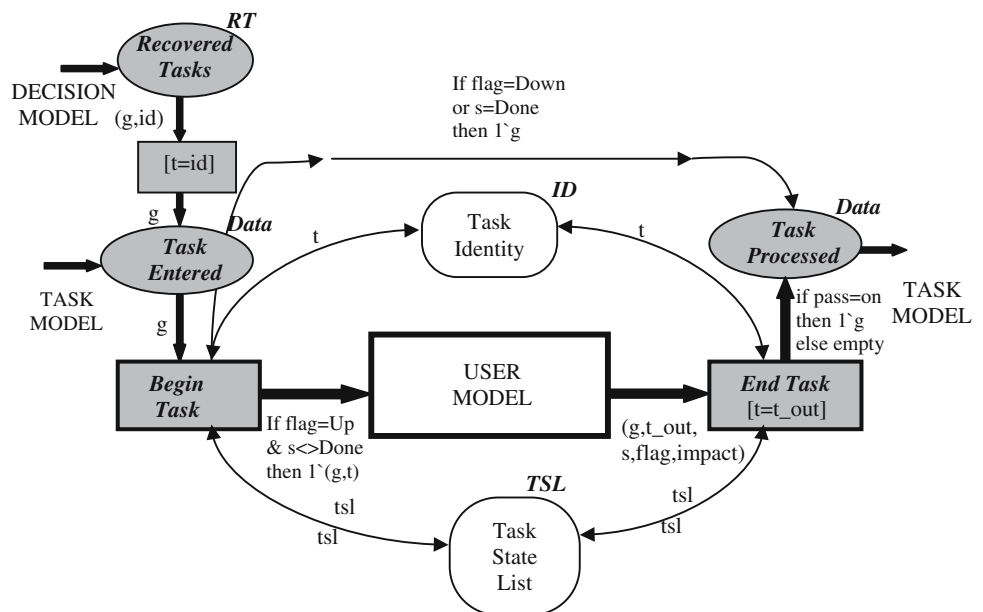 RT
Recovered
Tasks
DECISION
MODEL
(g,id)
[t=id]
g
If flag=Down
or s=Done
then 1`g
Data
Task
Entered
TASK
MODEL
g
t
ID
Task
Identity
t
Data
Task
Processed
TASK
MODEL
if pass=on
then 1`g
else empty
Begin
Task
If flag=Up
& s<>Done
then 1`(g,t)
USER
MODEL
(g,t_out,
s,flag,impact)
End Task
[t=t_out]
tsl
tsl
TSL
Task
State
List
tsl
tsl